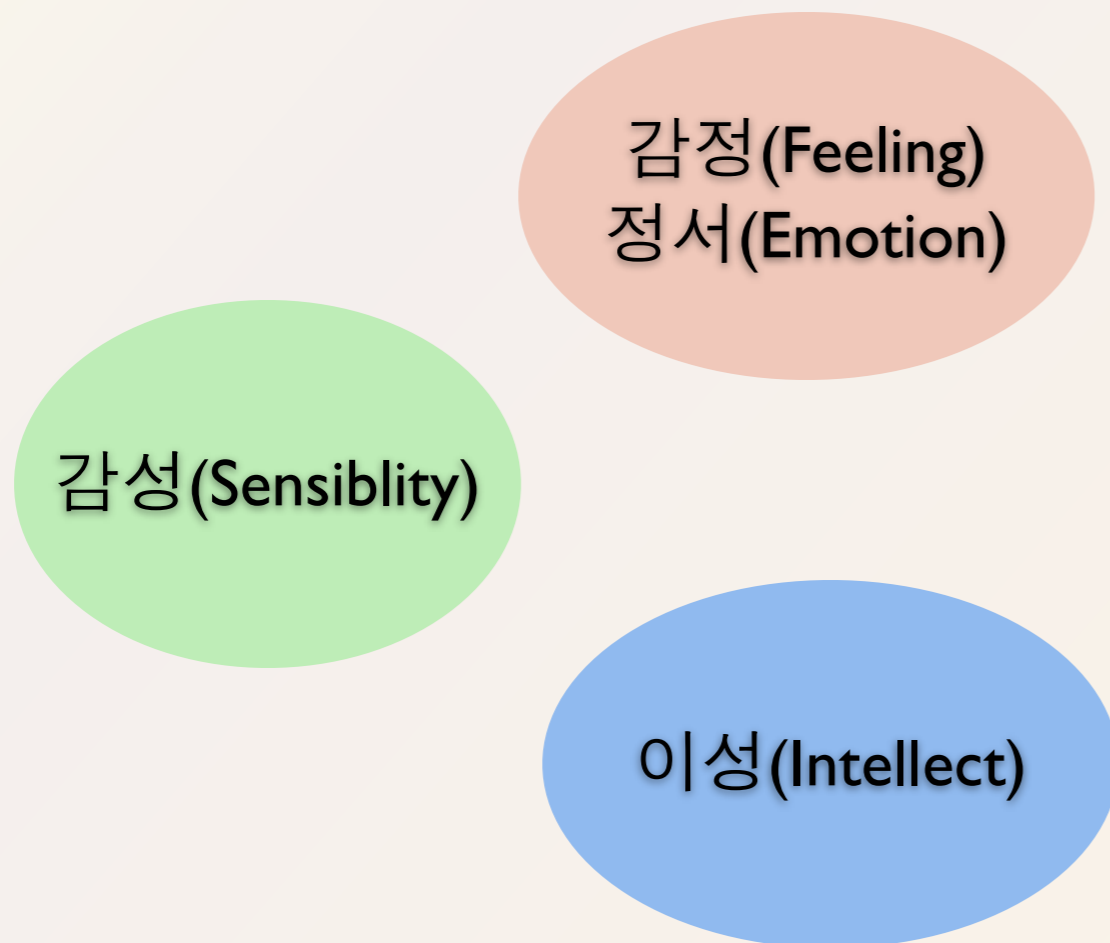 감정(Feeling)
정서(Emotion)
감성(Sensiblity)
이성(Intellect)